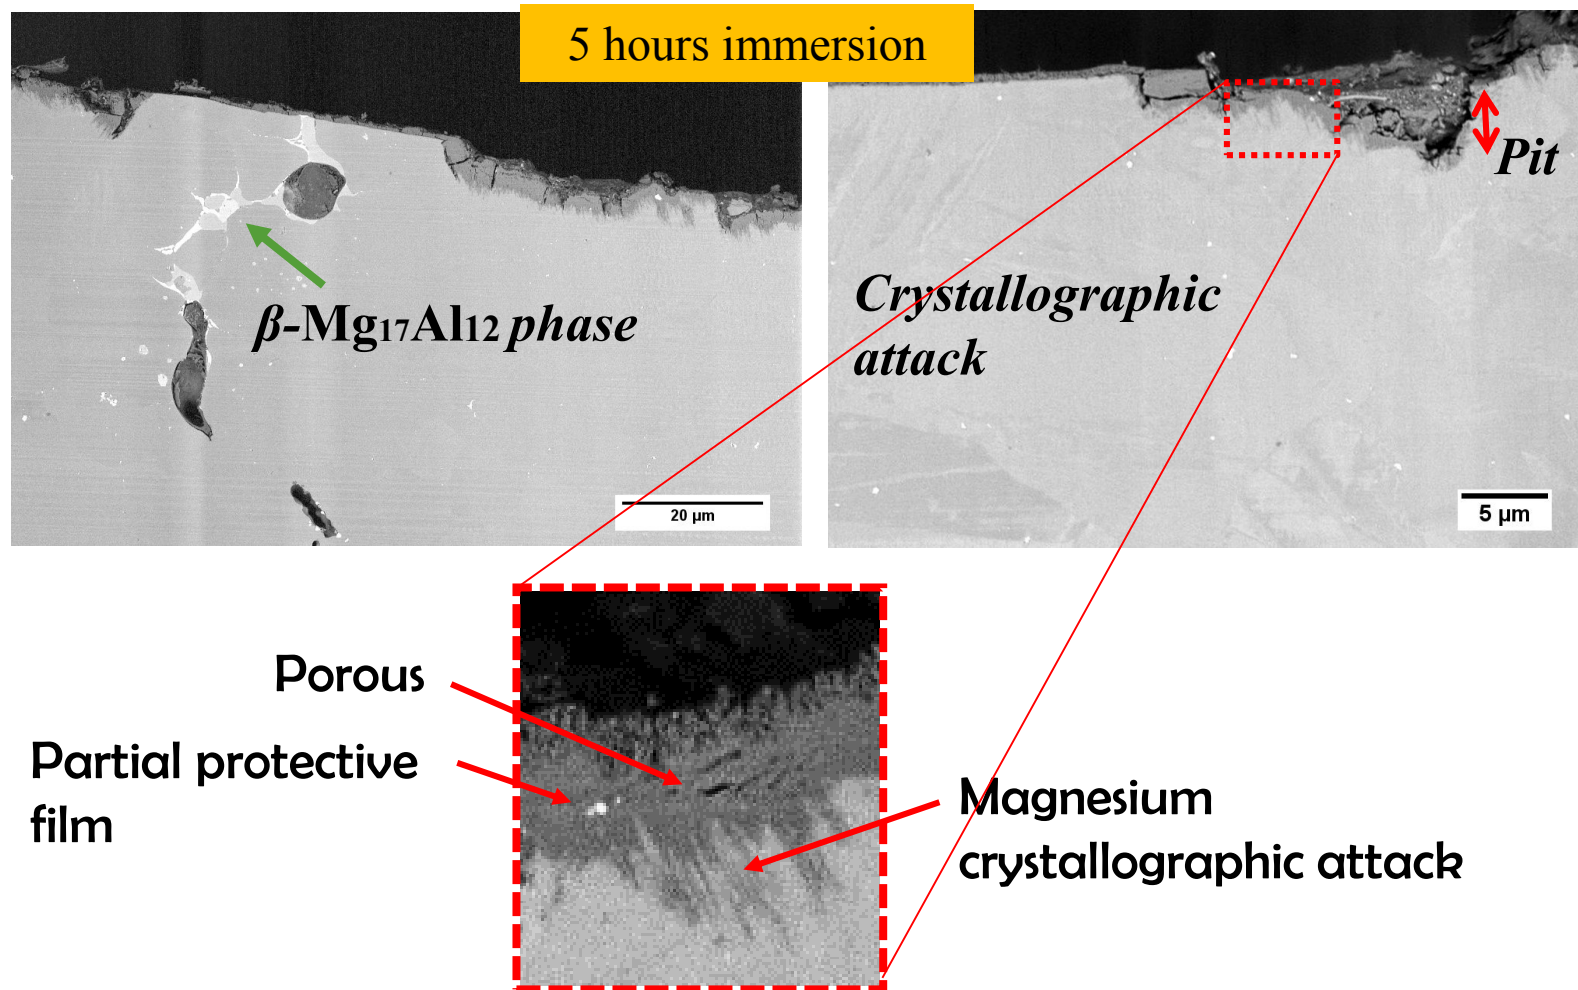 5 hours immersion
Pit
Crystallographic
attack
β-Mg17Al12 phase
20 μm
5 μm
Porous
Partial protective
film
Magnesium
crystallographic attack